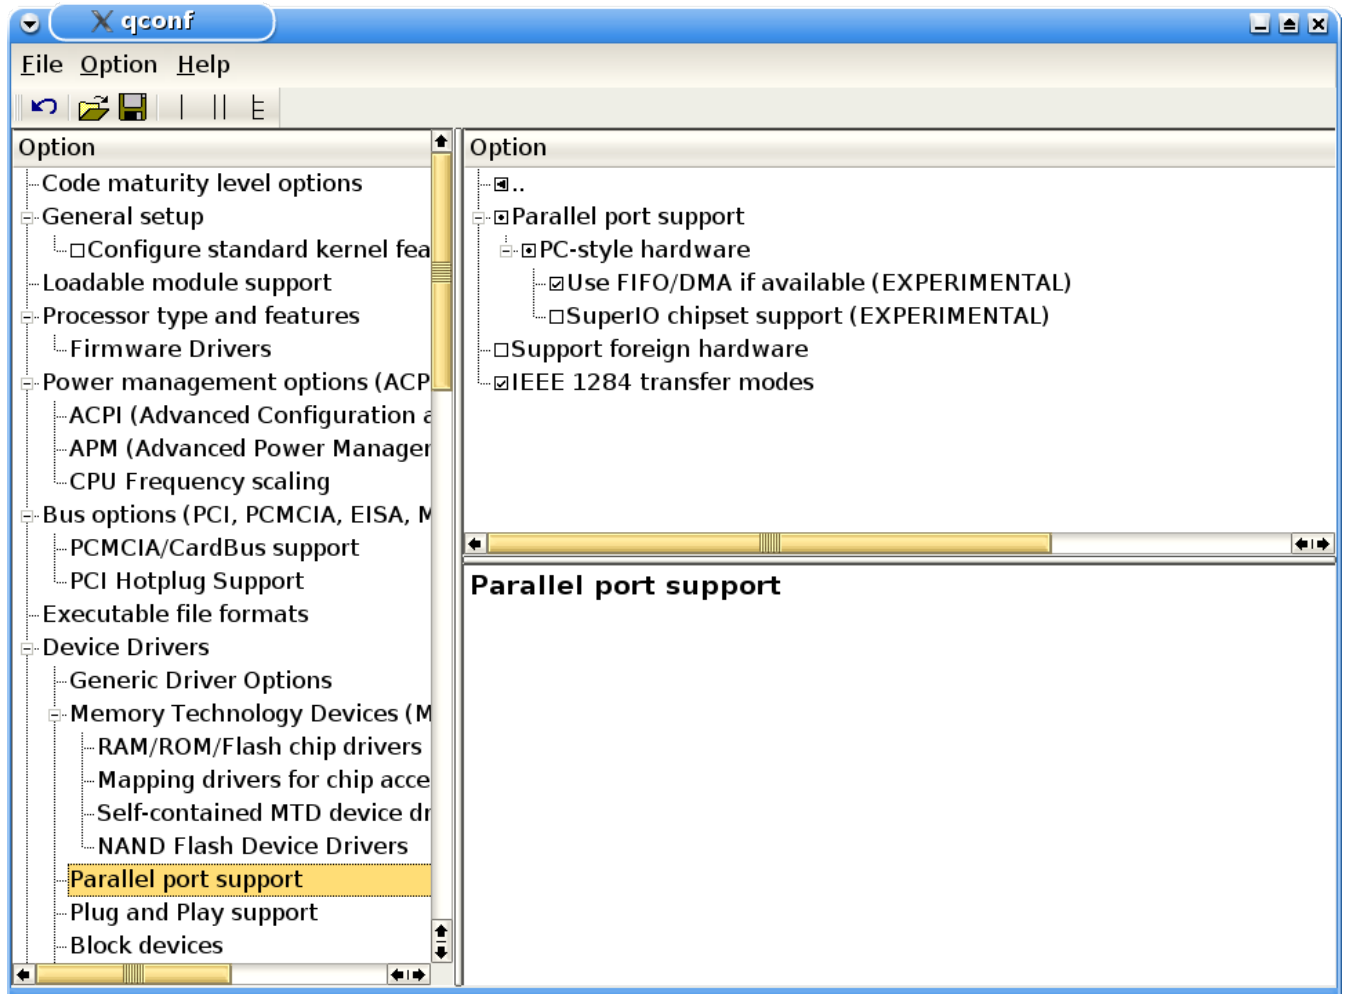 qconf
File Option Help
Option
Code maturity level options
General setup
Configure standard kernel fea
Loadable module support
Processor type and features
Firmware Drivers
Power management options (ACP
ACPI (Advanced Configuration a
APM (Advanced Power Manager
CPU Frequency scaling
Bus options (PCI, PCMCIA, EISA, M
PCMCIA/CardBus support
PCI Hotplug Support
Executable file formats
Device Drivers
Generic Driver Options
Memory Technology Devices (M
RAM/ROM/Flash chip drivers
Mapping drivers for chip acce
Self-contained MTD device dr
NAND Flash Device Drivers
Parallel port support
Plug and Play support
Block devices
Option
..
Parallel port support
PC-style hardware
Use FIFO/DMA if available (EXPERIMENTAL)
SuperIO chipset support (EXPERIMENTAL)
Support foreign hardware
IEEE 1284 transfer modes
Parallel port support